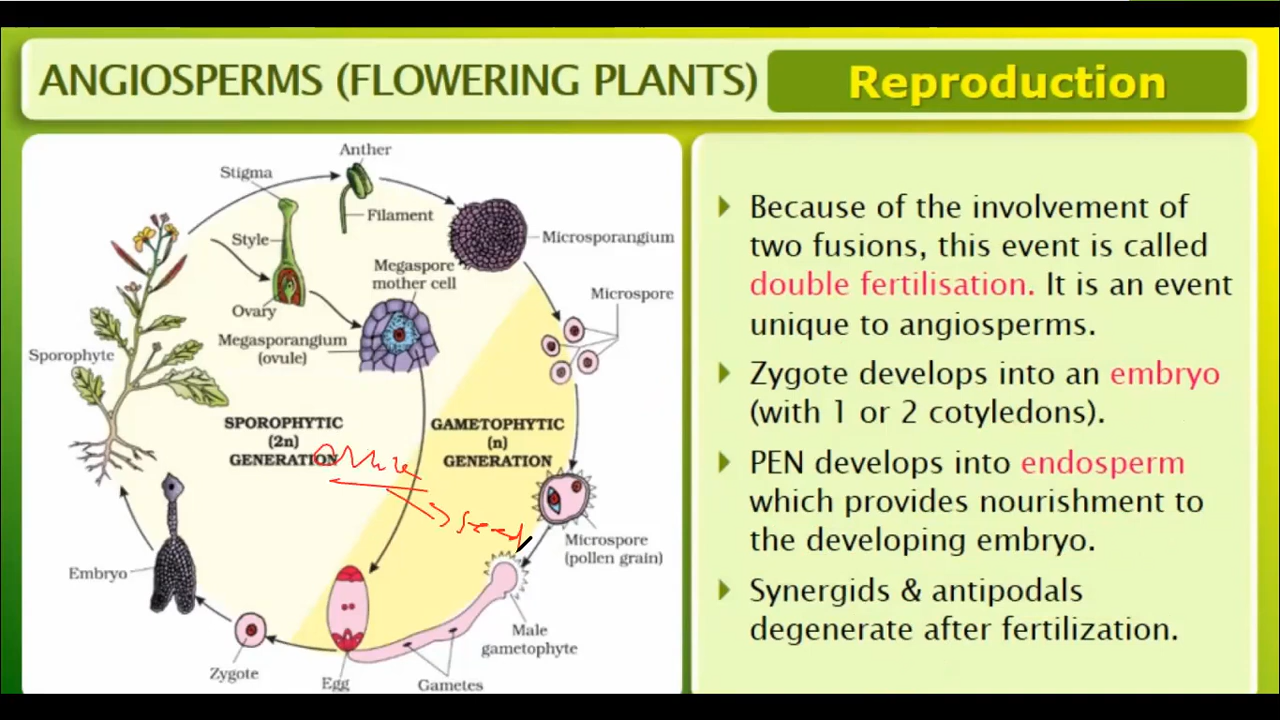 ANGIOSPERMS (FLOWERING PLANTS)
Reproduction
Anther
Stigma
Filament
Style
Microsporangium
Megaspore
mother cell
Microspore
Ovary
Megasporangium
(ovule)
Sporophyte
SPOROPHYTIC
(2n)
GENERATION
GAMETOPHYTIC
(n)
GENERATION
seed
Microspore
(pollen grain)
Embryo
Male
gametophyte
Zygote
Egg
Gametes
Because of the involvement of
two fusions, this event is called
double fertilisation. It is an event
unique to angiosperms.
Zygote develops into an embryo
(with 1 or 2 cotyledons).
PEN develops into endosperm
which provides nourishment to
the developing embryo.
Synergids & antipodals
degenerate after fertilization.